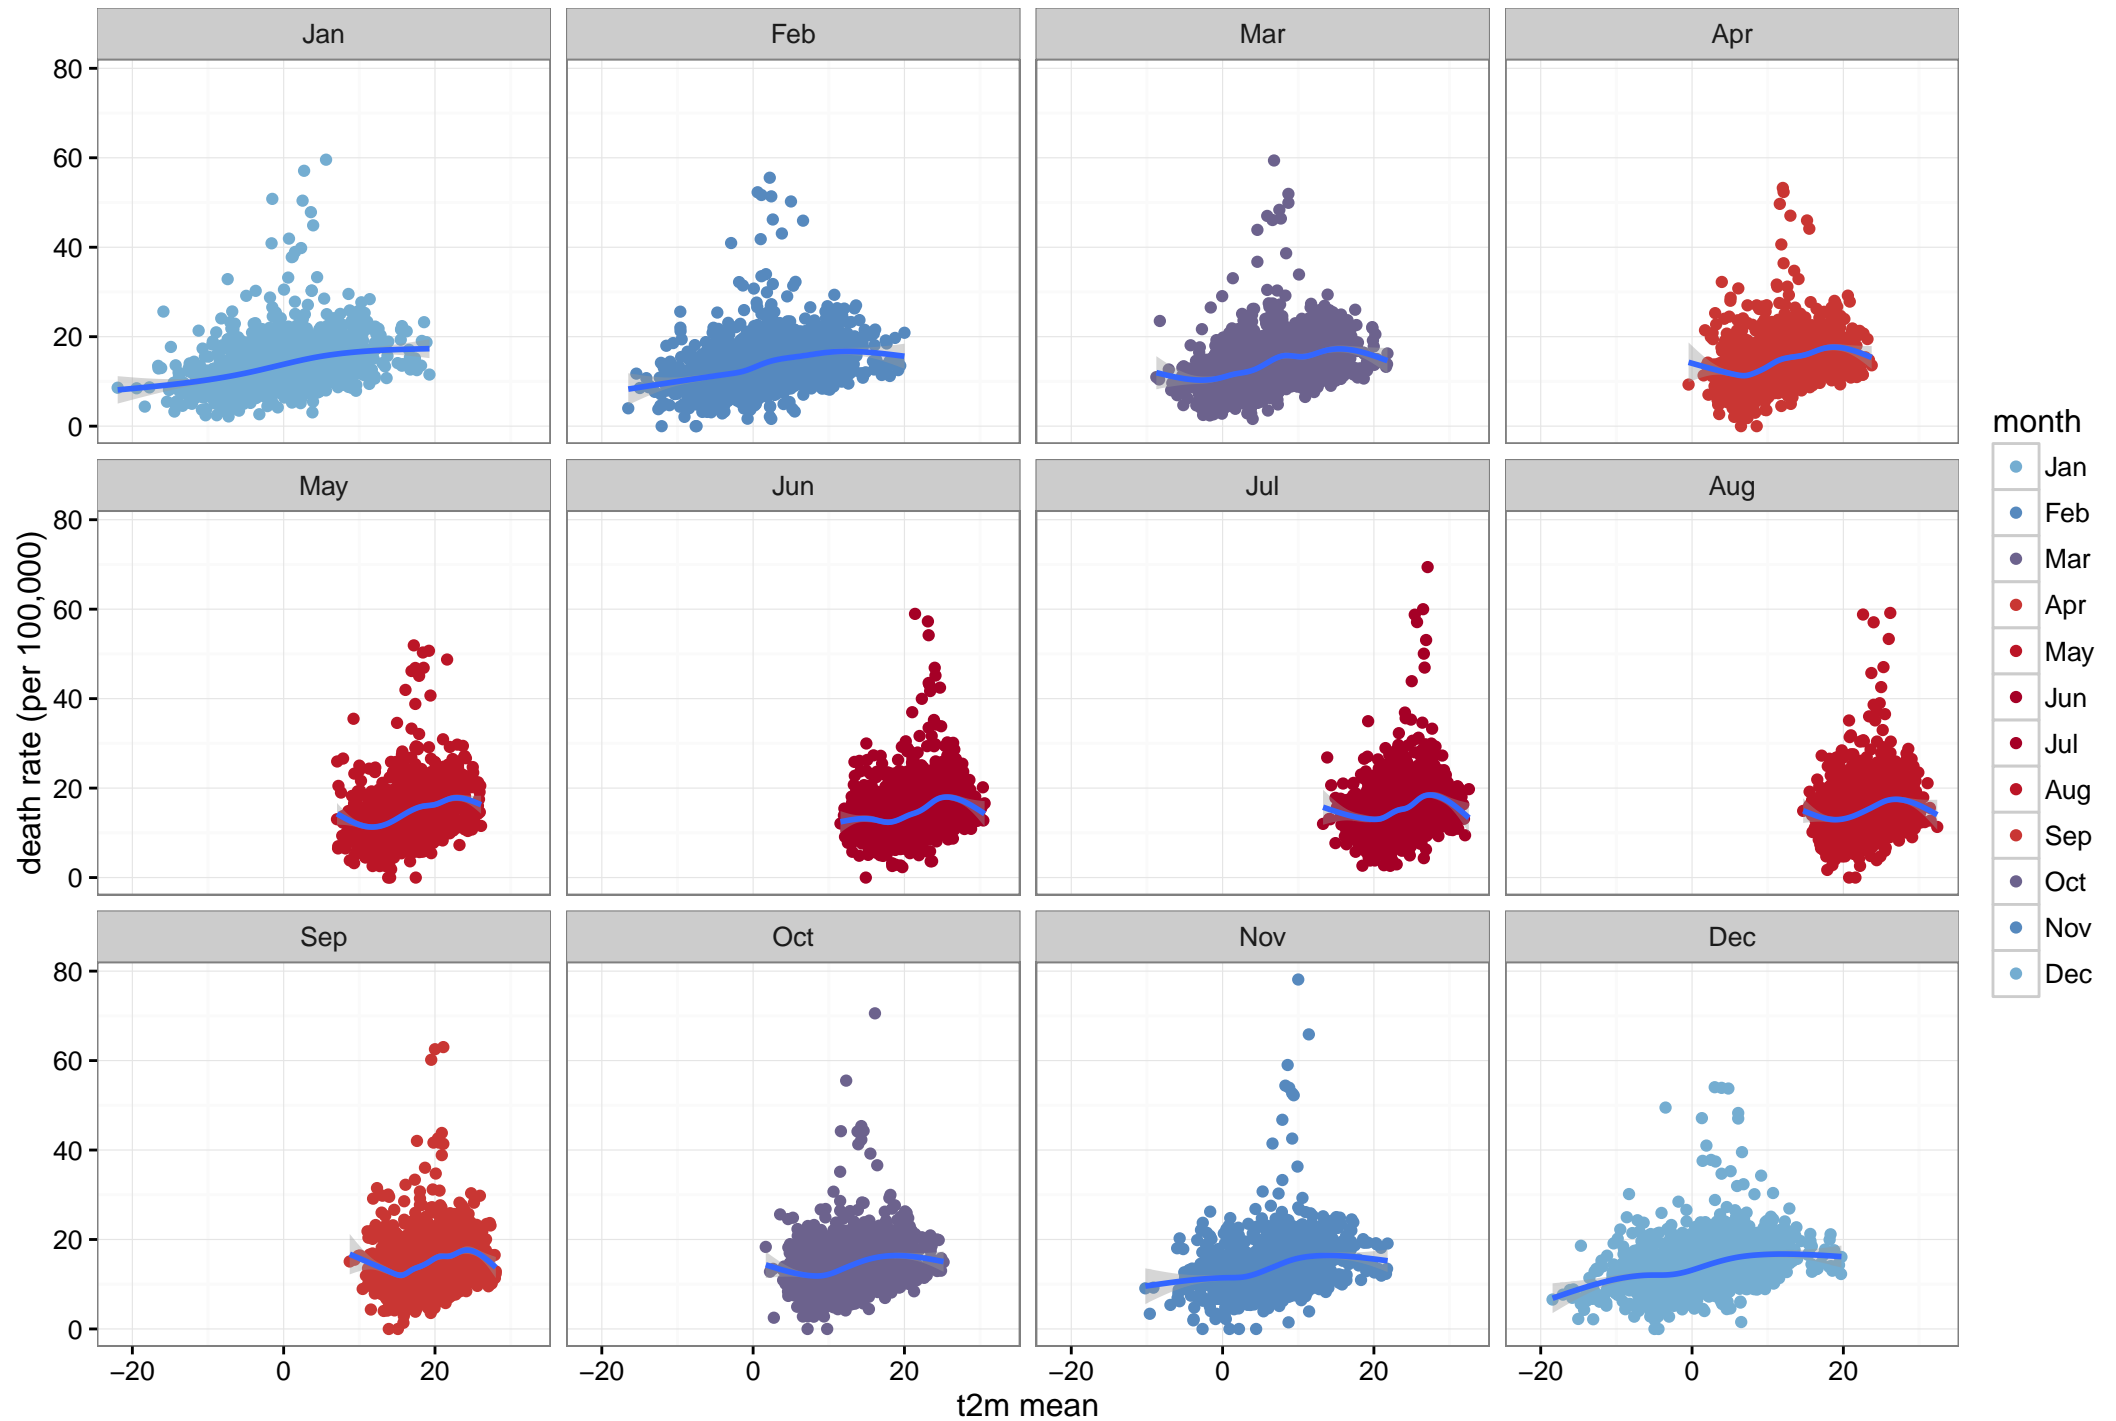 Jan Feb Mar Apr
80
60
40
20
0
May Jun Jul Aug
80
60
40
20
0
Sep Oct Nov Dec
80
60
40
20
0
−20 0 20 −20 0 20 −20 0 20 −20 0 20
t2m mean
death rate (per 100,000)
month
Jan
Feb
Mar
Apr
May
Jun
Jul
Aug
Sep
Oct
Nov
Dec